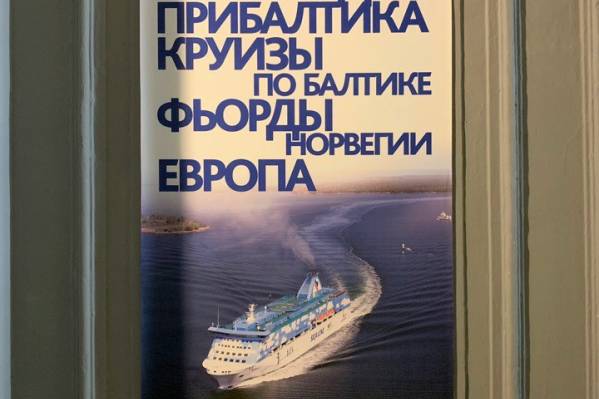 ПРИБАЛТИКА
КРУИЗЫ
ПО БАЛТИКЕ
ФЬОРДЫ
НОРВЕГИИ
ЕВРОПА